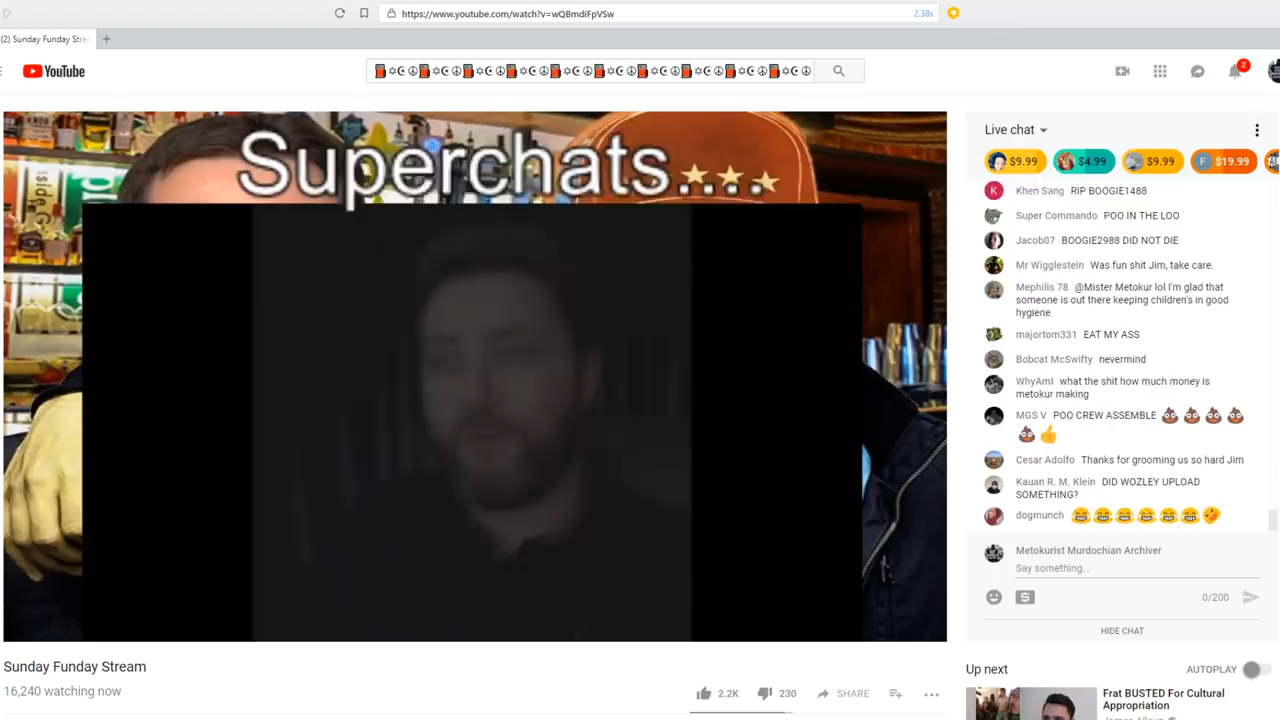 https://www.youtube.com/watch?v=wQBmdiFpVSw
2.38s
(2) Sunday Funday Strea
YouTube
2
Superchats....
Live chat
$9.99 $4.99 $9.99 F $19.99
K Khen Sang RIP BOOGIE1488
Super Commando POO IN THE LOO
Jacob07 BOOGIE2988 DID NOT DIE
Mr Wigglestein Was fun shit Jim, take care.
Mephilis 78 @Mister Metokur lol I'm glad that
someone is out there keeping children's in good
hygiene
majortom331 EAT MY ASS
Bobcat McSwifty nevermind
WhyAmI what the shit how much money is
metokur making
MGS V POO CREW ASSEMBLE 💩 💩 💩 💩
💩 👍
Cesar Adolfo Thanks for grooming us so hard Jim
Kauan R. M. Klein DID WOZLEY UPLOAD
SOMETHING?
dogmunch 😂 😂 😂 😂 😂 😂 🤣
Metokurist Murdochian Archiver
Say something...
0/200
HIDE CHAT
Sunday Funday Stream
16,240 watching now
2.2K 230 SHARE
Up next AUTOPLAY
Frat BUSTED For Cultural
Appropriation